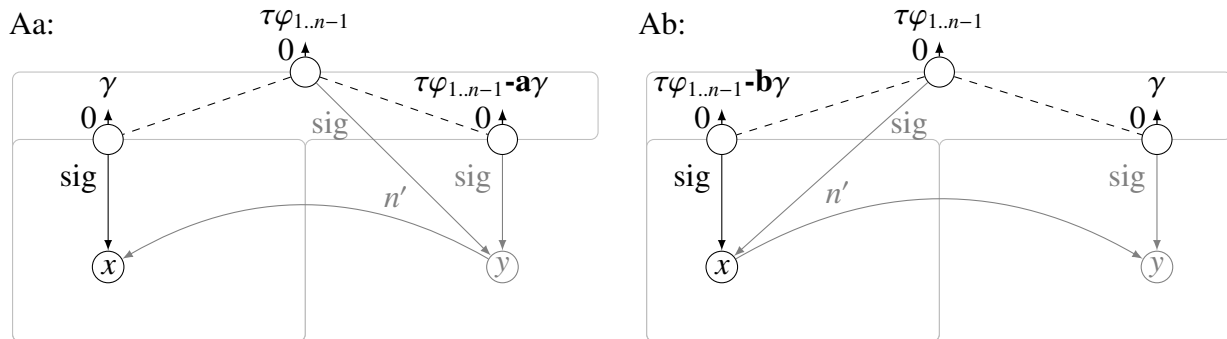 Aa: τφ₁..ₙ₋₁ Ab: τφ₁..ₙ₋₁
0 0
γ τφ₁..ₙ₋₁-aγ τφ₁..ₙ₋₁-bγ γ
0 0 0 0
sig sig
sig sig sig sig
n′ n′
x y x y